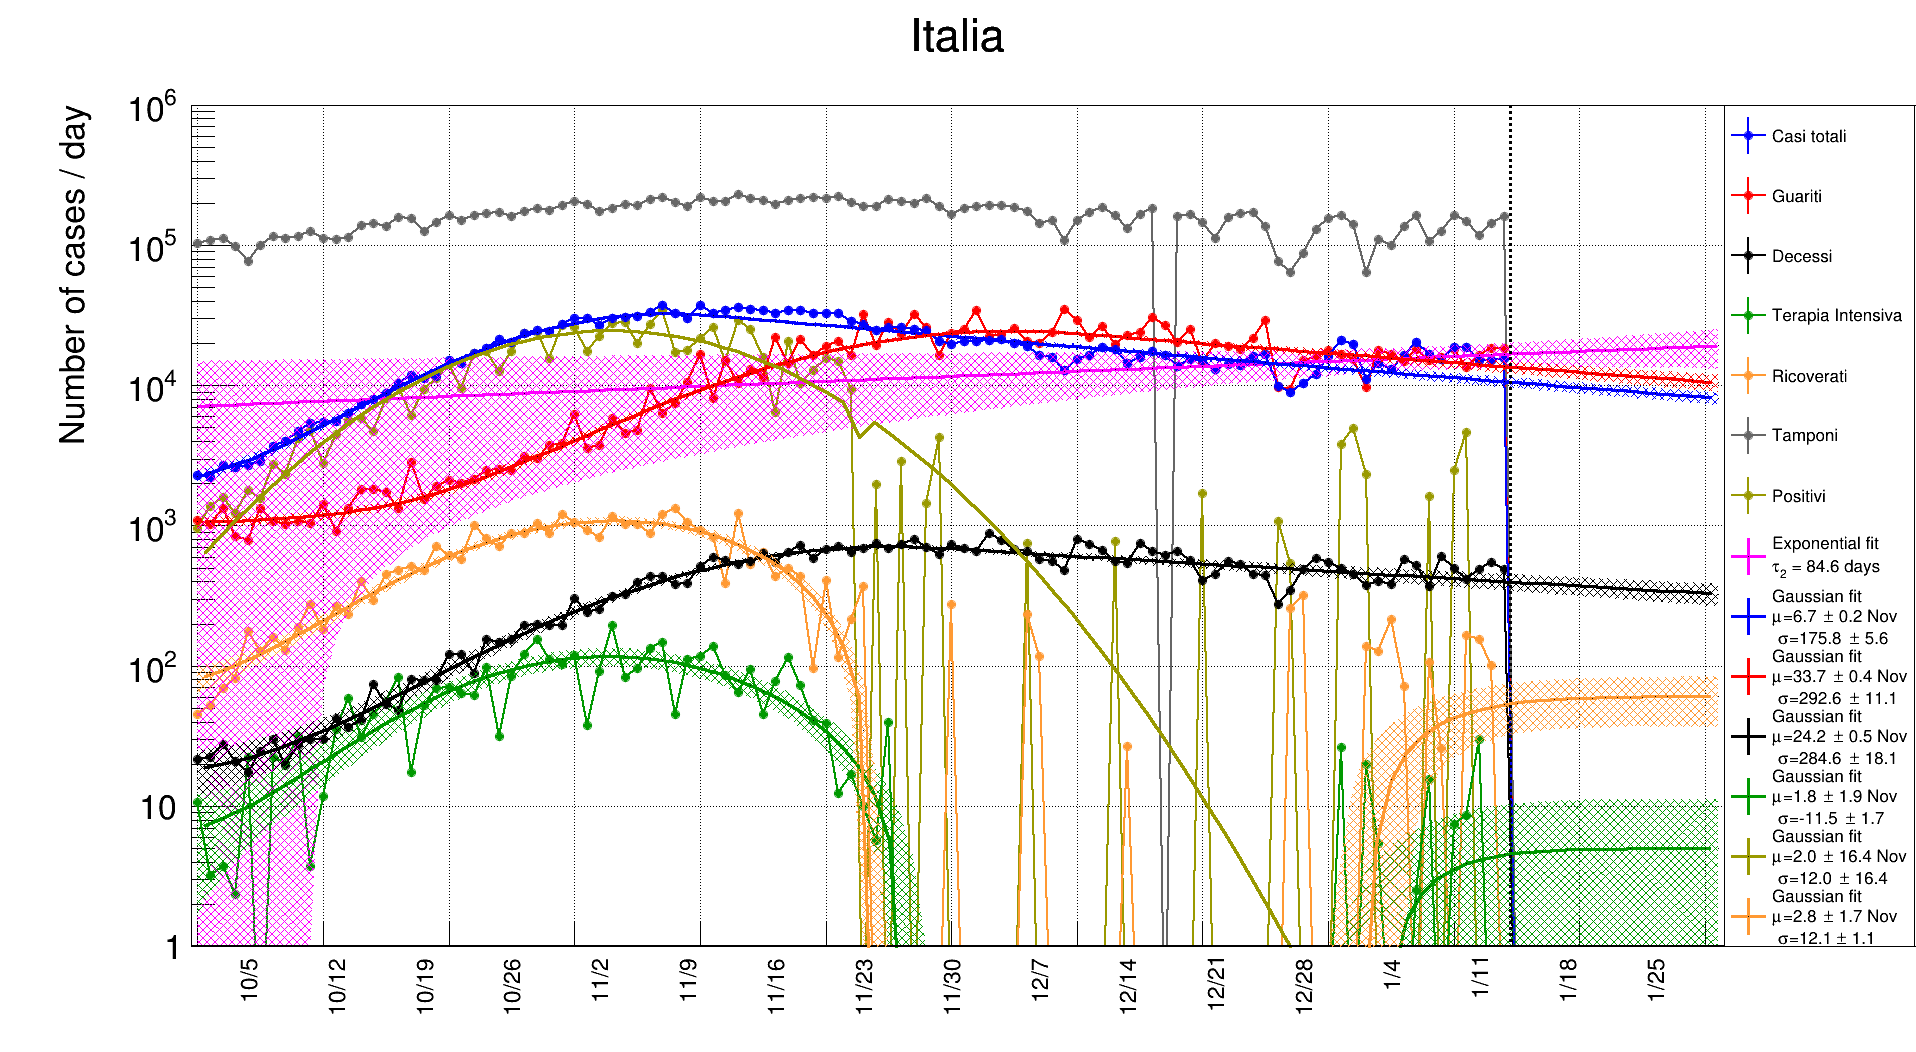 Italia
Number of cases / day
10^6
10^5
10^4
10^3
10^2
10
1
10/5
10/12
10/19
10/26
11/2
11/9
11/16
11/23
11/30
12/7
12/14
12/21
12/28
1/4
1/11
1/18
1/25
Casi totali
Guariti
Decessi
Terapia Intensiva
Ricoverati
Tamponi
Positivi
Exponential fit
τ₂ = 84.6 days
Gaussian fit
μ=6.7 ± 0.2 Nov
σ=175.8 ± 5.6
Gaussian fit
μ=33.7 ± 0.4 Nov
σ=292.6 ± 11.1
Gaussian fit
μ=24.2 ± 0.5 Nov
σ=284.6 ± 18.1
Gaussian fit
μ=1.8 ± 1.9 Nov
σ=-11.5 ± 1.7
Gaussian fit
μ=2.0 ± 16.4 Nov
σ=12.0 ± 16.4
Gaussian fit
μ=2.8 ± 1.7 Nov
σ=12.1 ± 1.1